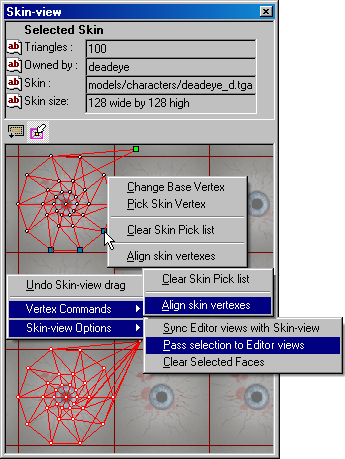 Skin-view
Selected Skin
ab Triangles : 100
ab Owned by : deadeye
ab Skin : models/characters/deadeye_d.tga
ab Skin size: 128 wide by 128 high
Change Base Vertex
Pick Skin Vertex
Clear Skin Pick list
Align skin vertexes
Undo Skin-view drag
Vertex Commands
Skin-view Options
Clear Skin Pick list
Align skin vertexes
Sync Editor views with Skin-view
Pass selection to Editor views
Clear Selected Faces